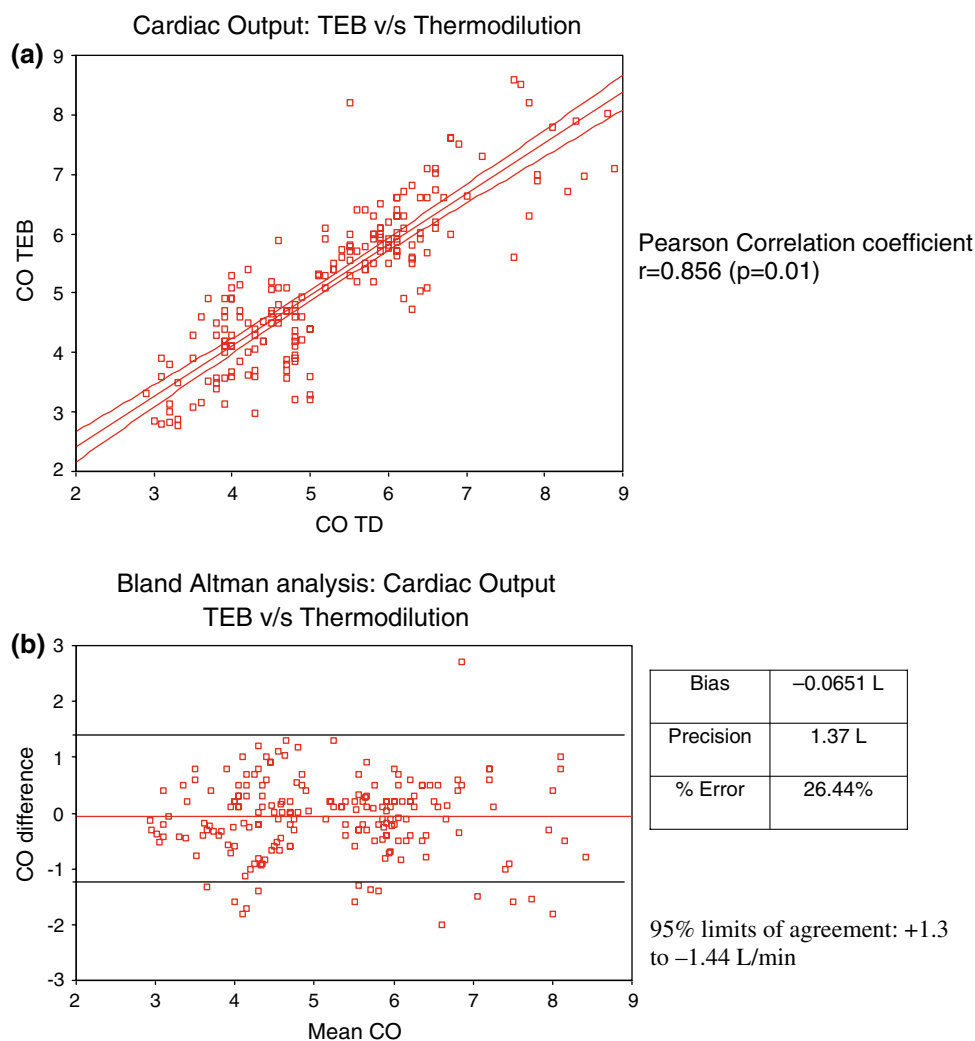 Cardiac Output: TEB v/s Thermodilution
(a)
9
8
7
6
5
4
3
2
CO TEB
2 3 4 5 6 7 8 9
CO TD
Pearson Correlation coefficient
r=0.856 (p=0.01)
Bland Altman analysis: Cardiac Output
TEB v/s Thermodilution
(b)
3
2
1
0
-1
-2
-3
CO difference
2 3 4 5 6 7 8 9
Mean CO
Bias –0.0651 L
Precision 1.37 L
% Error 26.44%
95% limits of agreement: +1.3
to –1.44 L/min